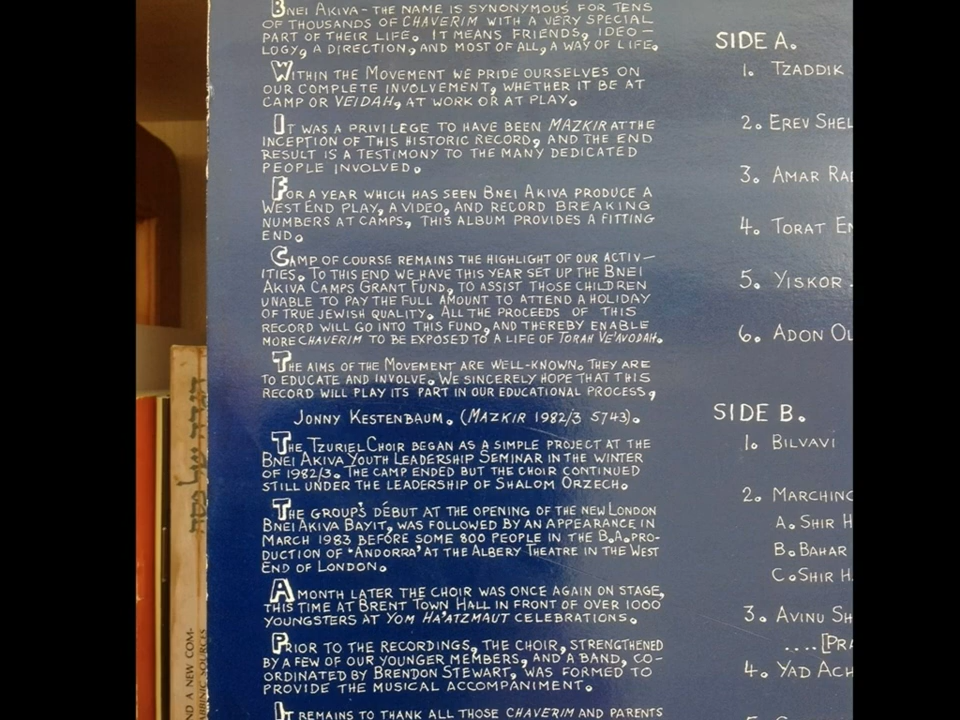 BNEI AKIVA - THE NAME IS SYNONYMOUS FOR TENS
OF THOUSANDS OF CHAVERIM WITH A VERY SPECIAL
PART OF THEIR LIFE. IT MEANS FRIENDS, IDEO-
LOGY, A DIRECTION, AND MOST OF ALL, A WAY OF LIFE.
WITHIN THE MOVEMENT WE PRIDE OURSELVES ON
OUR COMPLETE INVOLVEMENT, WHETHER IT BE AT
CAMP OR VEIDAH, AT WORK OR AT PLAY.
IT WAS A PRIVILEGE TO HAVE BEEN MAZKIR AT THE
INCEPTION OF THIS HISTORIC RECORD, AND THE END
RESULT IS A TESTIMONY TO THE MANY DEDICATED
PEOPLE INVOLVED.
FOR A YEAR WHICH HAS SEEN BNEI AKIVA PRODUCE A
WEST END PLAY, A VIDEO, AND RECORD BREAKING
NUMBERS AT CAMPS, THIS ALBUM PROVIDES A FITTING
END.
CAMP OF COURSE REMAINS THE HIGHLIGHT OF OUR ACTIV-
ITIES. TO THIS END WE HAVE THIS YEAR SET UP THE BNEI
AKIVA CAMPS GRANT FUND, TO ASSIST THOSE CHILDREN
UNABLE TO PAY THE FULL AMOUNT TO ATTEND A HOLIDAY
OF TRUE JEWISH QUALITY. ALL THE PROCEEDS OF THIS
RECORD WILL GO INTO THIS FUND, AND THEREBY ENABLE
MORE CHAVERIM TO BE EXPOSED TO A LIFE OF TORAH VE'AVODAH.
THE AIMS OF THE MOVEMENT ARE WELL-KNOWN. THEY ARE
TO EDUCATE AND INVOLVE. WE SINCERELY HOPE THAT THIS
RECORD WILL PLAY ITS PART IN OUR EDUCATIONAL PROCESS,
JONNY KESTENBAUM. (MAZKIR 1982/3 5743).
THE TZURIEL CHOIR BEGAN AS A SIMPLE PROJECT AT THE
BNEI AKIVA YOUTH LEADERSHIP SEMINAR IN THE WINTER
OF 1982/3. THE CAMP ENDED BUT THE CHOIR CONTINUED
STILL UNDER THE LEADERSHIP OF SHALOM ORZECH.
THE GROUP'S DÉBUT AT THE OPENING OF THE NEW LONDON
BNEI AKIVA BAYIT, WAS FOLLOWED BY AN APPEARANCE IN
MARCH 1983 BEFORE SOME 800 PEOPLE IN THE B.A. PRO-
DUCTION OF 'ANDORRA' AT THE ALBERY THEATRE IN THE WEST
END OF LONDON.
A MONTH LATER THE CHOIR WAS ONCE AGAIN ON STAGE,
THIS TIME AT BRENT TOWN HALL IN FRONT OF OVER 1000
YOUNGSTERS AT YOM HA'ATZMAUT CELEBRATIONS.
PRIOR TO THE RECORDINGS, THE CHOIR, STRENGTHENED
BY A FEW OF OUR YOUNGER MEMBERS, AND A BAND, CO-
ORDINATED BY BRENDON STEWART, WAS FORMED TO
PROVIDE THE MUSICAL ACCOMPANIMENT.
IT REMAINS TO THANK ALL THOSE CHAVERIM AND PARENTS
SIDE A.
1. TZADDIK
2. EREV SHEL
3. AMAR RA
4. TORAT E
5. YISKOR
6. ADON OL
SIDE B.
1. BILVAVI
2. MARCHING
A. SHIR H
B. BAHAR
C. SHIR H
3. AVINU SH
....[PRA
4. YAD ACH
ND A NEW COM-